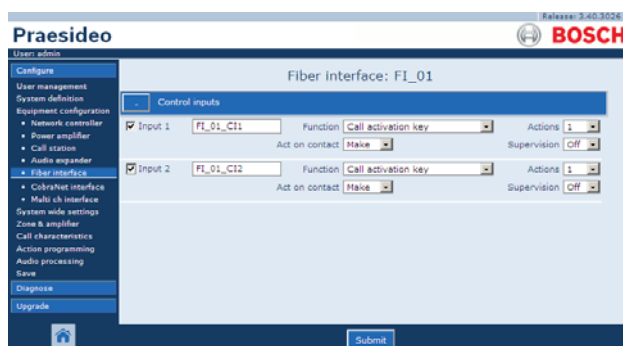 Release: 3.40.3026
Praesideo
BOSCH
User: admin
Configure
User management
System definition
Equipment configuration
Network controller
Power amplifier
Call station
Audio expander
Fiber interface
CobraNet interface
Multi ch interface
System wide settings
Zone & amplifier
Call characteristics
Action programming
Audio processing
Save
Diagnose
Upgrade
Fiber interface: FI_01
- Control inputs
Input 1 FI_01_CI1 Function Call activation key Actions 1
Act on contact Make Supervision Off
Input 2 FI_01_CI2 Function Call activation key Actions 1
Act on contact Make Supervision Off
Submit